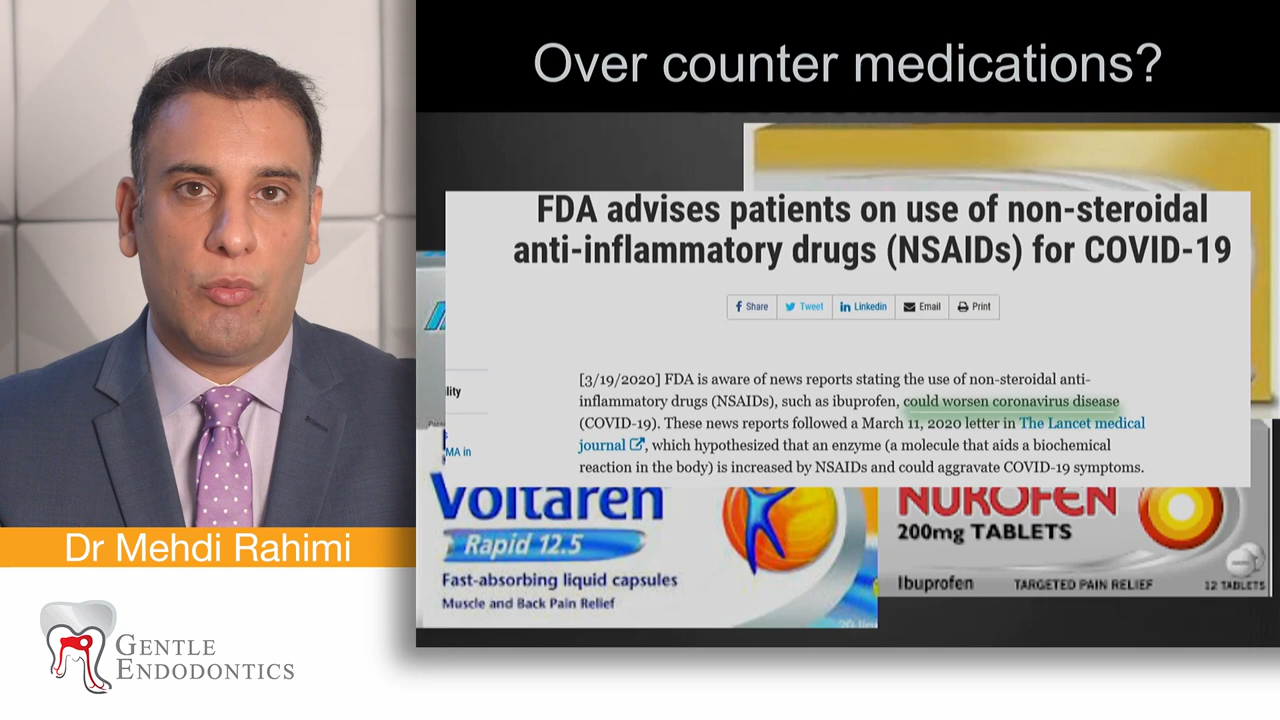 Over counter medications?
FDA advises patients on use of non-steroidal
anti-inflammatory drugs (NSAIDs) for COVID-19
Share
Tweet
in Linkedin
Email
Print
[3/19/2020] FDA is aware of news reports stating the use of non-steroidal anti-
inflammatory drugs (NSAIDs), such as ibuprofen, could worsen coronavirus disease
(COVID-19). These news reports followed a March 11, 2020 letter in The Lancet medical
journal, which hypothesized that an enzyme (a molecule that aids a biochemical
reaction in the body) is increased by NSAIDs and could aggravate COVID-19 symptoms.
Voltaren
Rapid 12.5
Fast-absorbing liquid capsules
Muscle and Back Pain Relief
NUROFEN
200mg TABLETS
Ibuprofen TARGETED PAIN RELIEF 12 TABLETS
Dr Mehdi Rahimi
GENTLE
ENDODONTICS